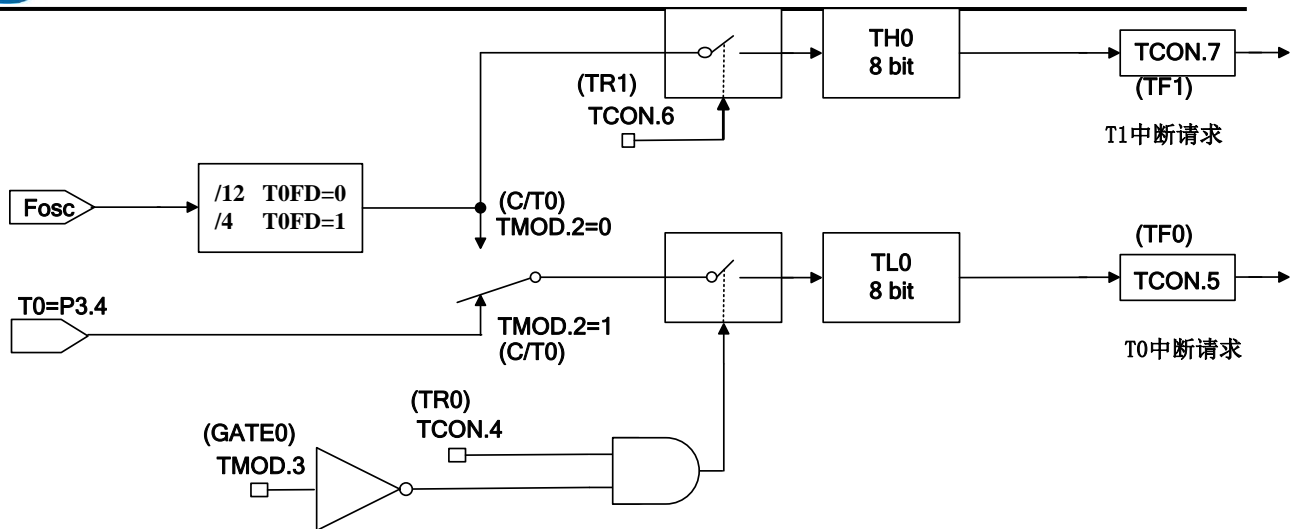 TH0
8 bit
TCON.7
(TF1)
T1中断请求
(TR1)
TCON.6
Fosc
/12 T0FD=0
/4 T0FD=1
(C/T0)
TMOD.2=0
TL0
8 bit
(TF0)
TCON.5
T0中断请求
T0=P3.4
TMOD.2=1
(C/T0)
(TR0)
TCON.4
(GATE0)
TMOD.3